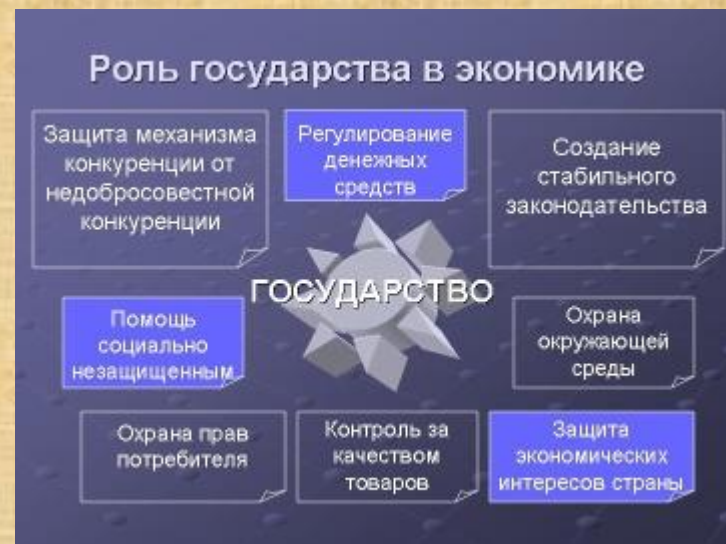 Роль государства в экономике
Защита механизма
конкуренции от
недобросовестной
конкуренции
Регулирование
денежных
средств
Создание
стабильного
законодательства
ГОСУДАРСТВО
Помощь
социально
незащищенным
Охрана
окружающей
среды
Охрана прав
потребителя
Контроль за
качеством
товаров
Защита
экономических
интересов страны